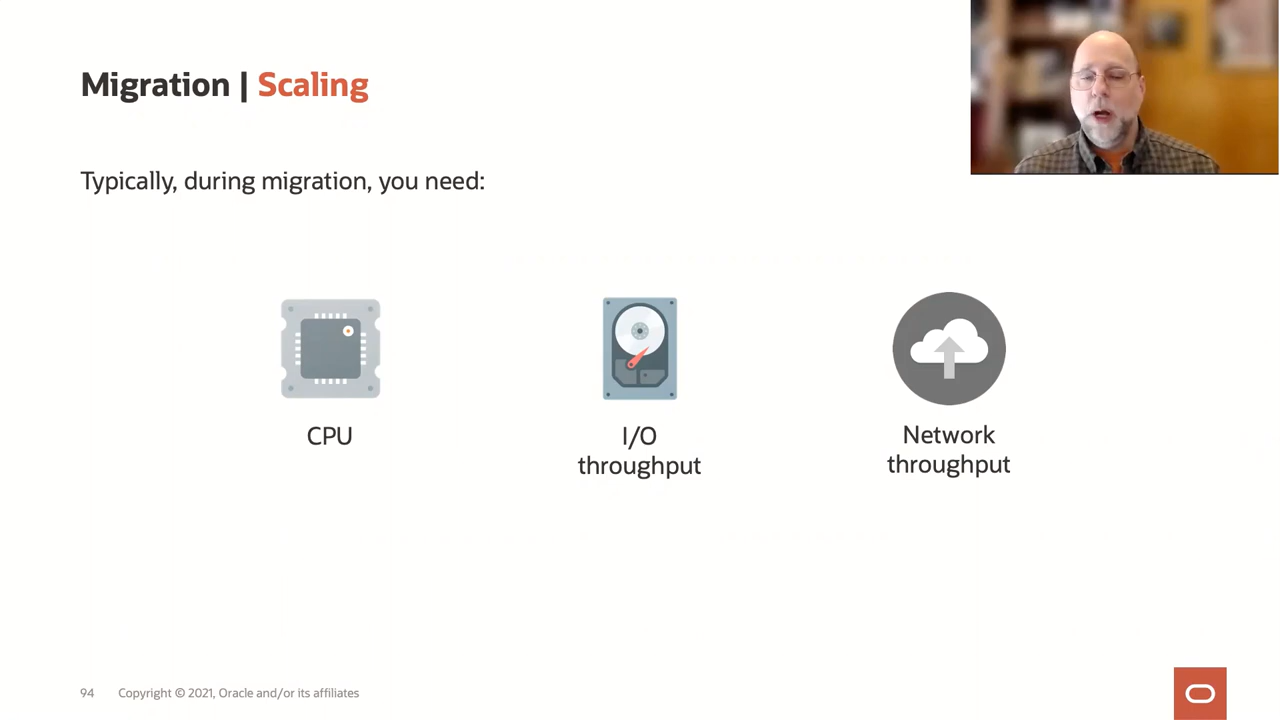 Migration | Scaling
Typically, during migration, you need:
CPU
I/O
throughput
Network
throughput
94 Copyright © 2021, Oracle and/or its affiliates